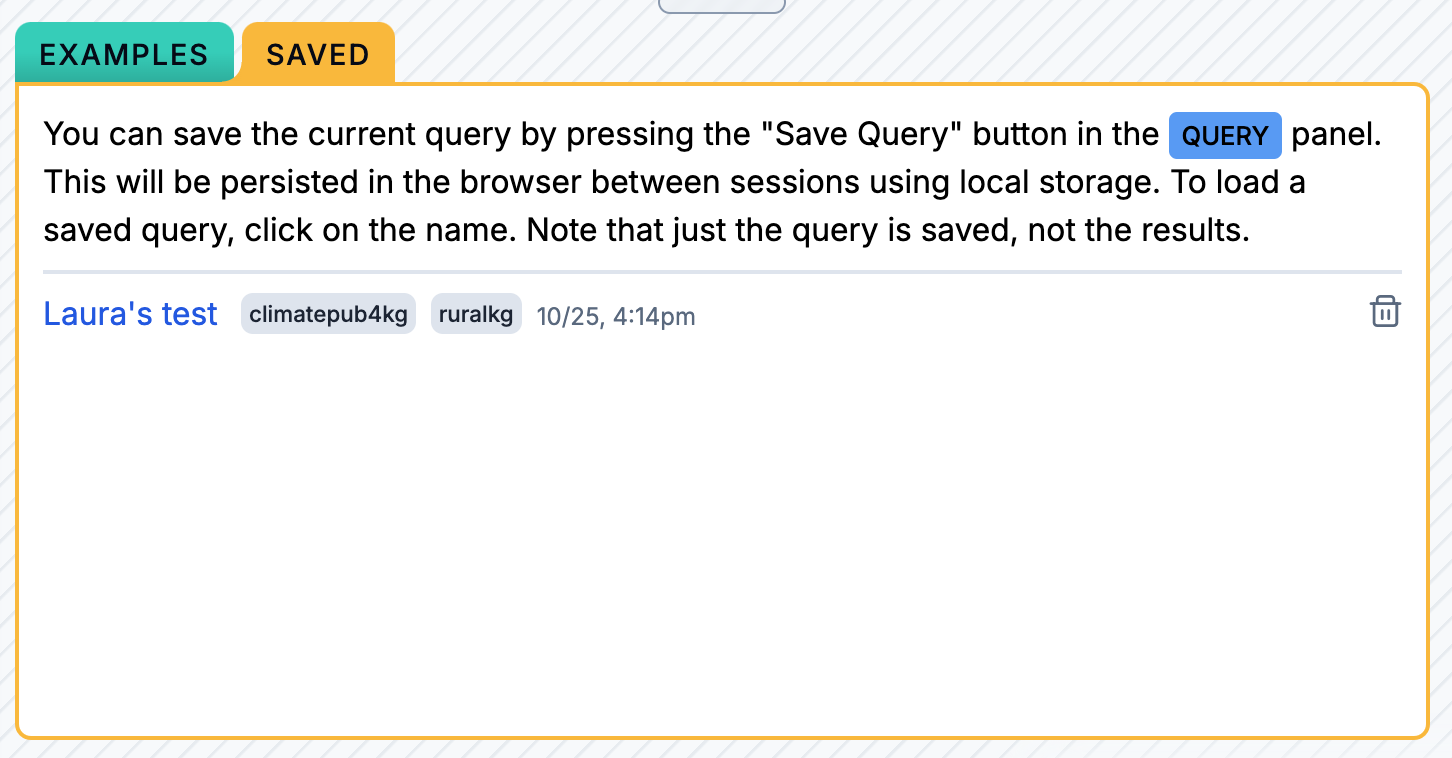 EXAMPLES SAVED
You can save the current query by pressing the "Save Query" button in the QUERY panel.
This will be persisted in the browser between sessions using local storage. To load a
saved query, click on the name. Note that just the query is saved, not the results.
Laura's test climatepub4kg ruralkg 10/25, 4:14pm